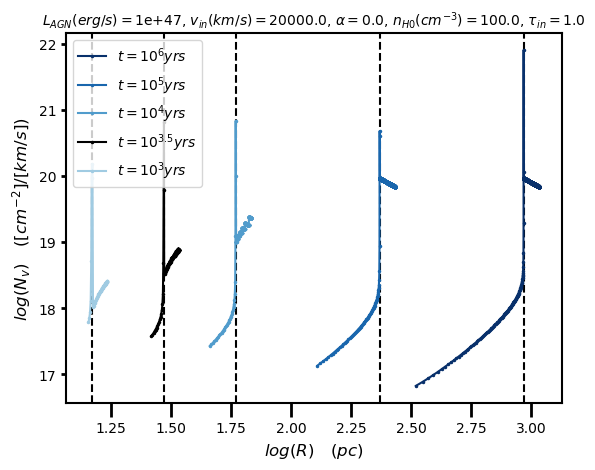 L_AGN(erg/s) = 1e+47, v_in(km/s) = 20000.0, α = 0.0, n_H0(cm^−3) = 100.0, τ_in = 1.0
22
21
20
19
18
17
log(N_v) ([cm^−2]/[km/s])
t = 10^6 yrs
t = 10^5 yrs
t = 10^4 yrs
t = 10^3.5 yrs
t = 10^3 yrs
1.25 1.50 1.75 2.00 2.25 2.50 2.75 3.00
log(R) (pc)